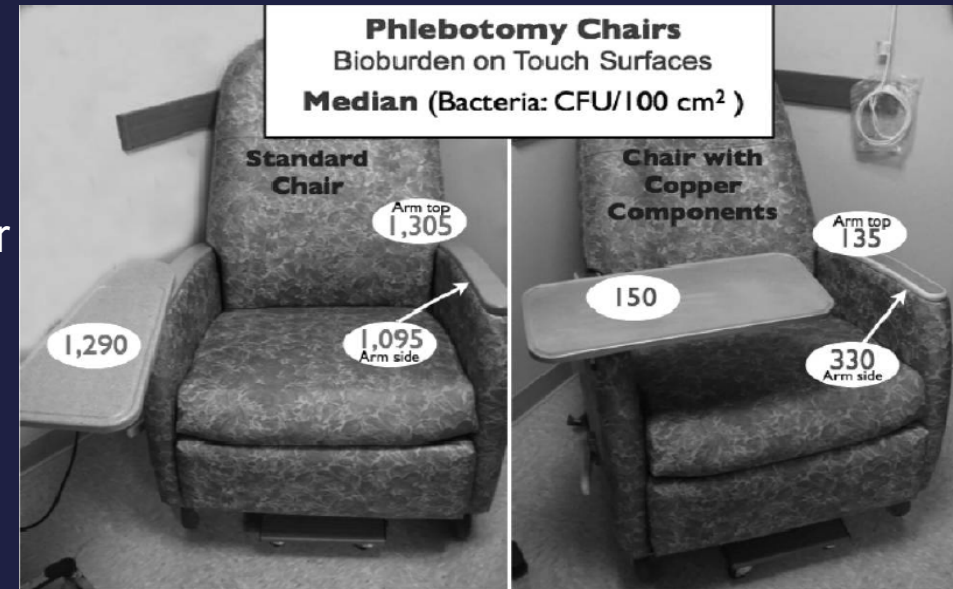 Phlebotomy Chairs
Bioburden on Touch Surfaces
Median (Bacteria: CFU/100 cm² )
Standard
Chair
Arm top
1,305
1,290
1,095
Arm side
Chair with
Copper
Components
Arm top
135
150
330
Arm side
r